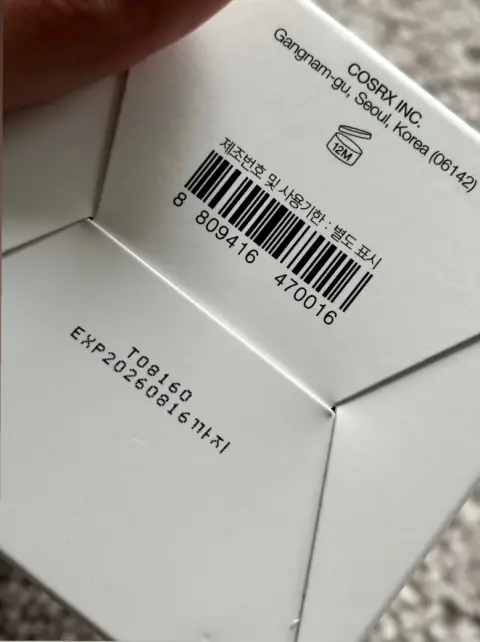 COSRX INC.
Gangnam-gu, Seoul, Korea (06142)
12M
제조번호 및 사용기한 : 별도 표시
8 809416 470016
T08160
EXP20260816까지